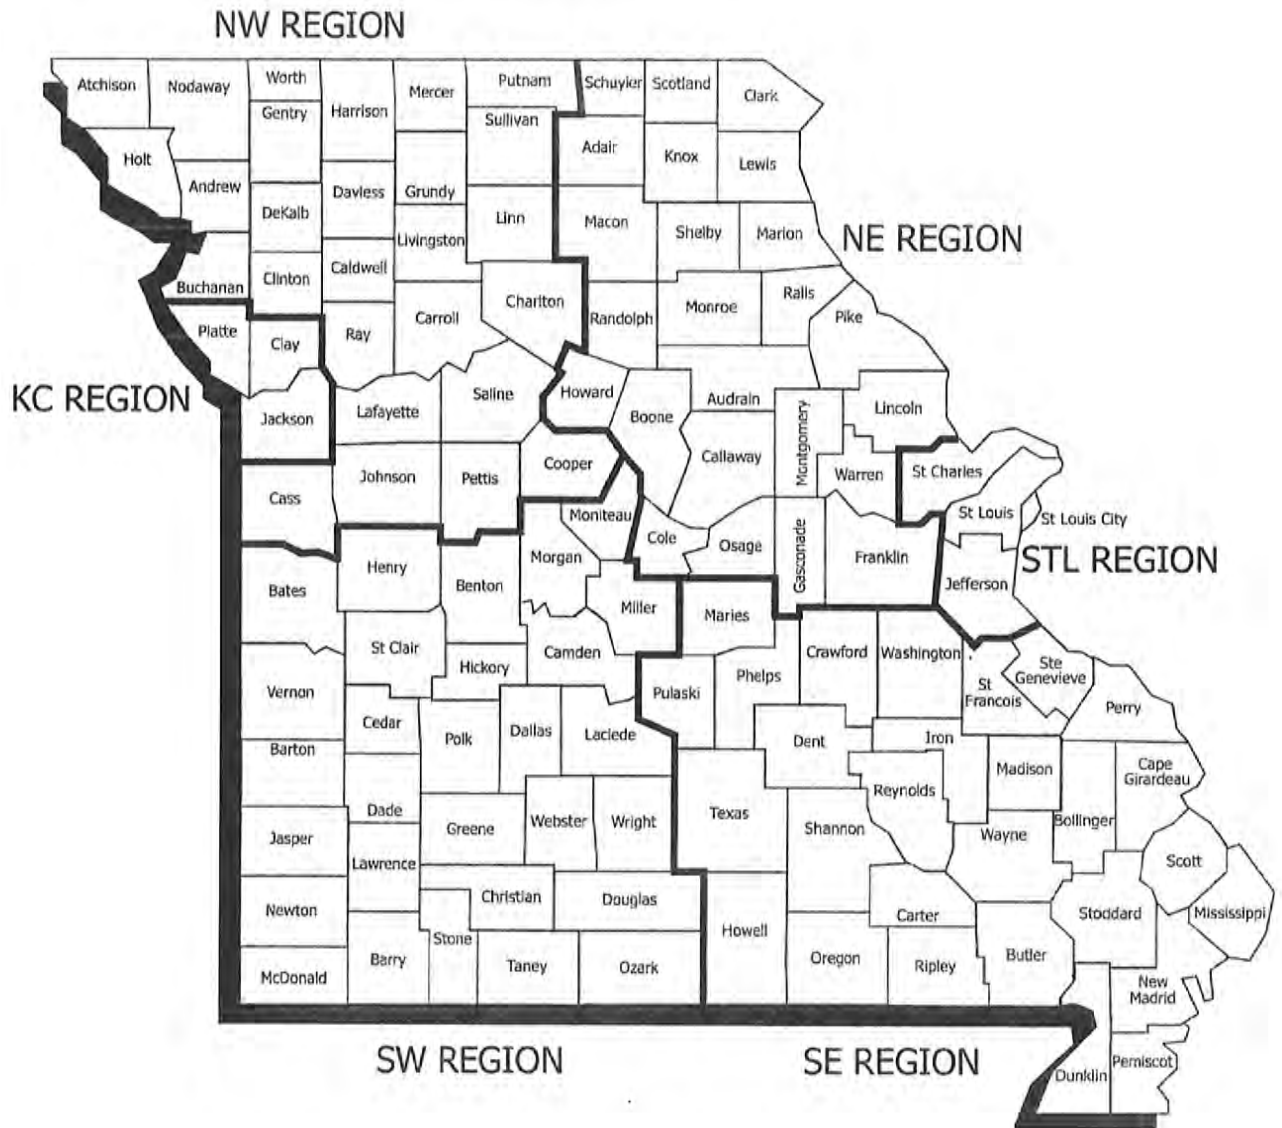 NW REGION
Atchison
Nodaway
Worth
Gentry
Harrison
Mercer
Putnam
Sullivan
Schuyler
Scotland
Clark
Holt
Andrew
DeKalb
Daviess
Grundy
Linn
Adair
Knox
Lewis
Macon
Shelby
Marion
NE REGION
Buchanan
Clinton
Caldwell
Livingston
Chariton
Randolph
Monroe
Ralls
Pike
Platte
Clay
Ray
Carroll
KC REGION
Jackson
Lafayette
Saline
Howard
Boone
Audrain
Montgomery
Lincoln
Cass
Johnson
Pettis
Cooper
Callaway
Warren
St Charles
Moniteau
St Louis
St Louis City
STL REGION
Bates
Henry
Benton
Morgan
Cole
Osage
Gasconade
Franklin
Jefferson
Miller
Maries
St Clair
Hickory
Camden
Pulaski
Phelps
Crawford
Washington
St
Francois
Ste
Genevieve
Perry
Vernon
Cedar
Polk
Dallas
Laclede
Dent
Iron
Madison
Cape
Girardeau
Barton
Dade
Greene
Webster
Wright
Texas
Shannon
Reynolds
Wayne
Bollinger
Scott
Jasper
Lawrence
Christian
Douglas
Howell
Carter
Stoddard
Mississippi
Newton
Stone
McDonald
Barry
Taney
Ozark
Oregon
Ripley
Butler
New
Madrid
Dunklin
Pemiscot
SW REGION
SE REGION